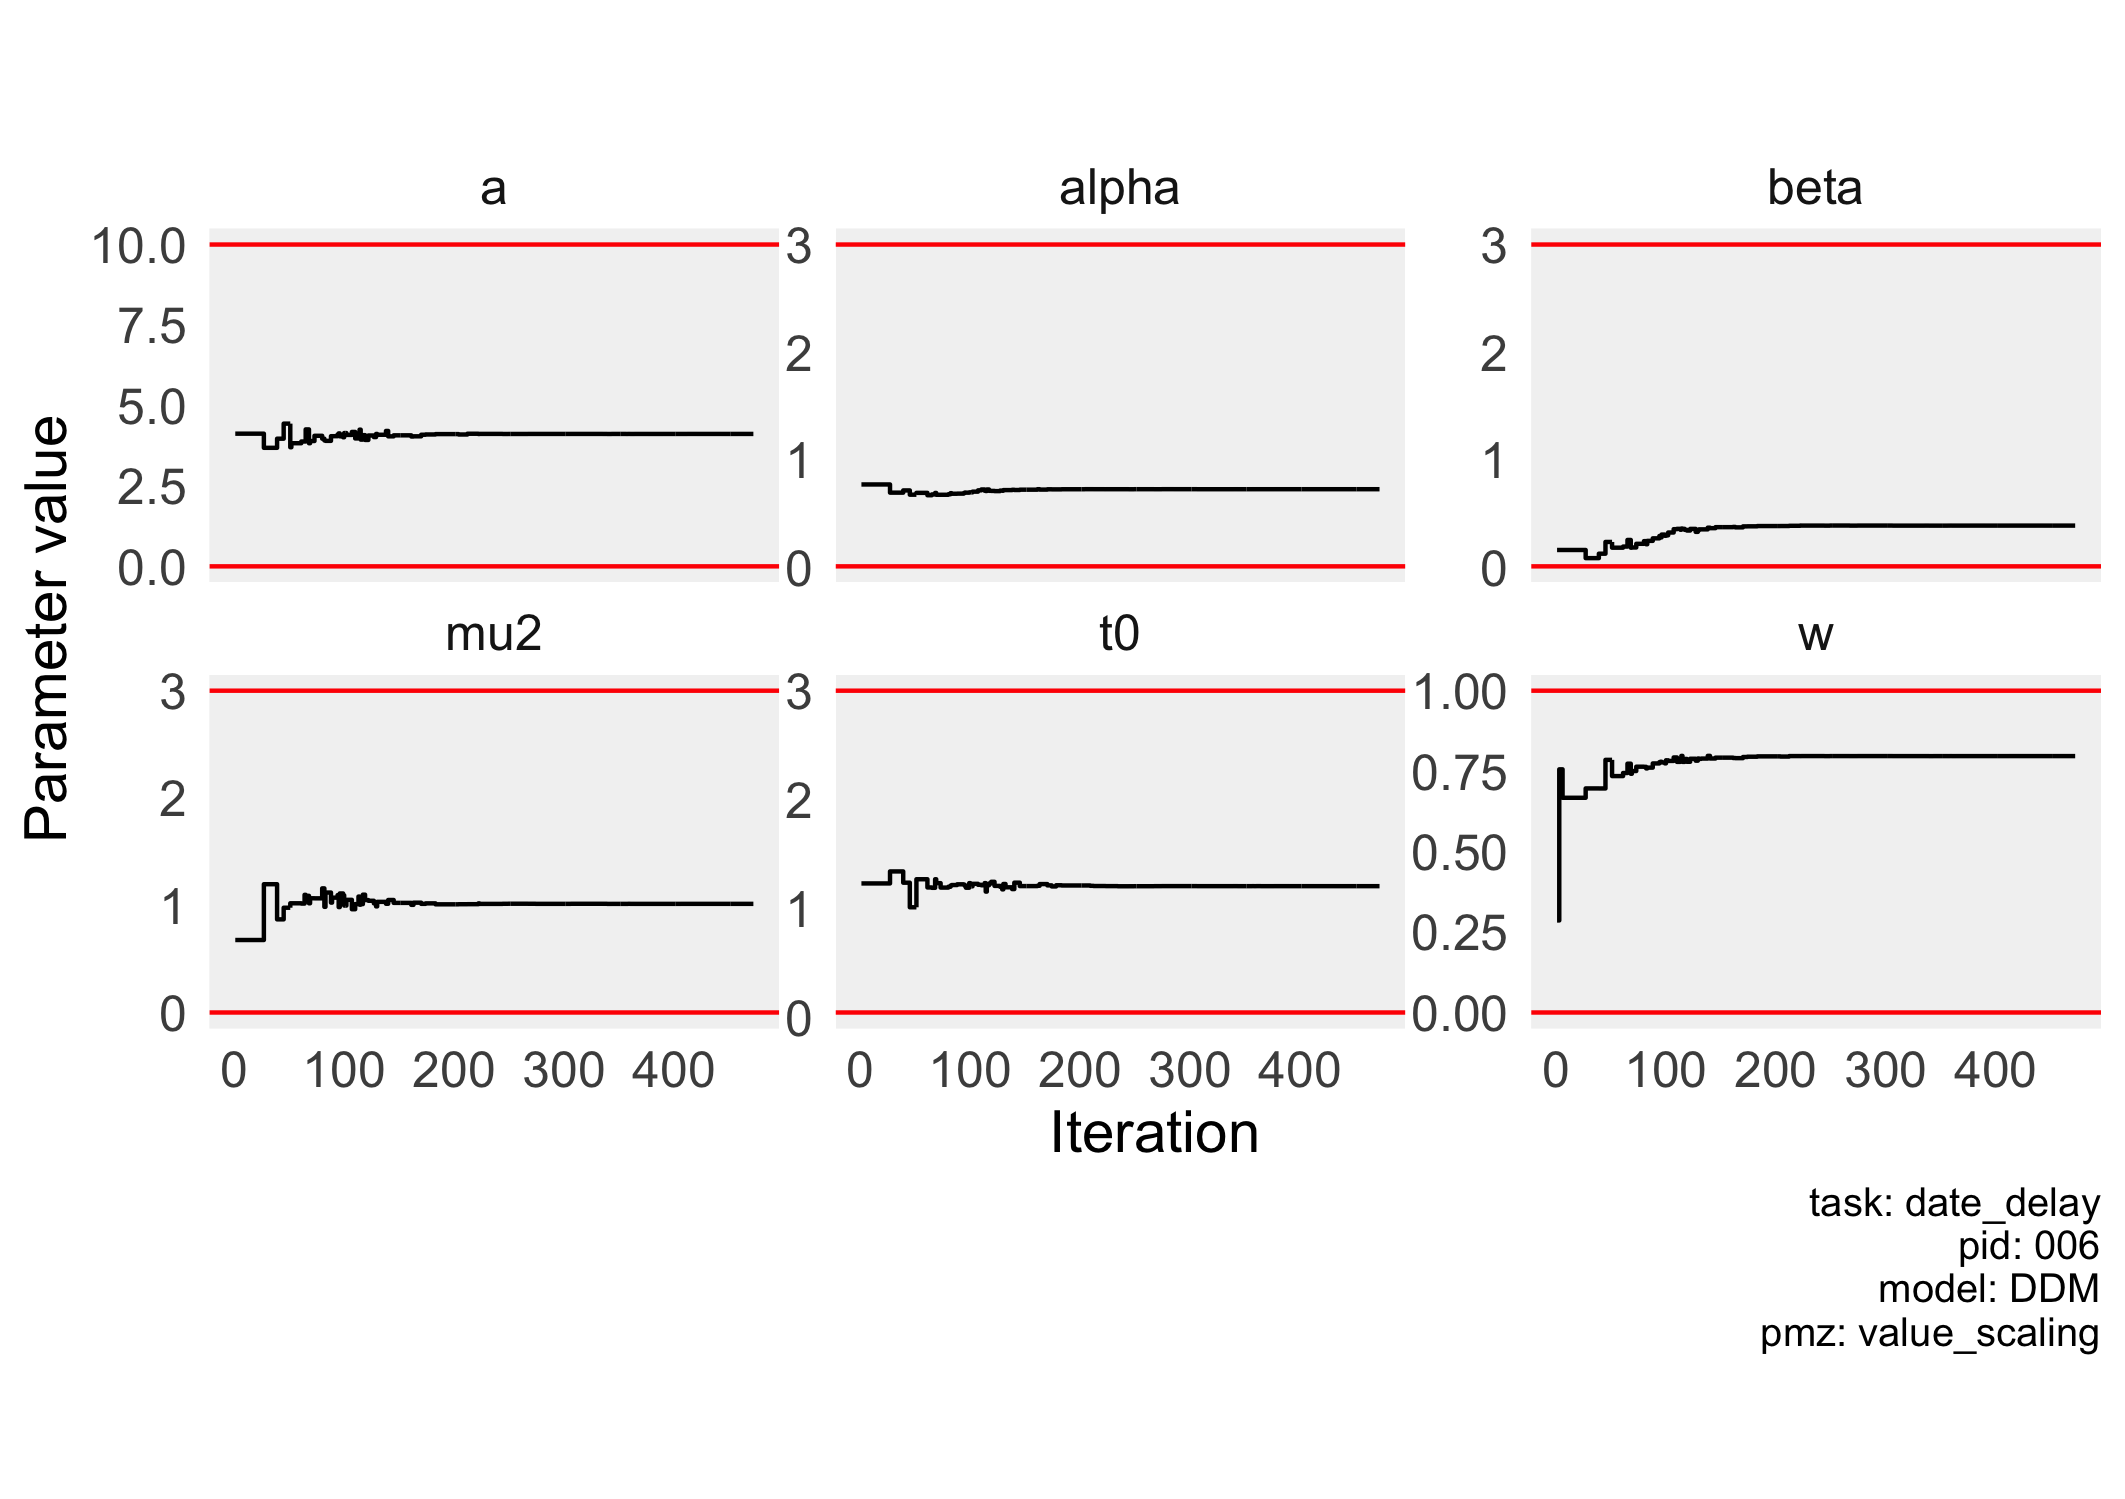 a alpha beta
10.0 3 3
7.5
2 2
5.0
1 1
2.5
0.0 0 0
Parameter value
mu2 t0 w
3 3 1.00
2 2 0.75
0.50
1 1 0.25
0 0 0.00
0 100 200 300 400 0 100 200 300 400 0 100 200 300 400
Iteration
task: date_delay
pid: 006
model: DDM
pmz: value_scaling